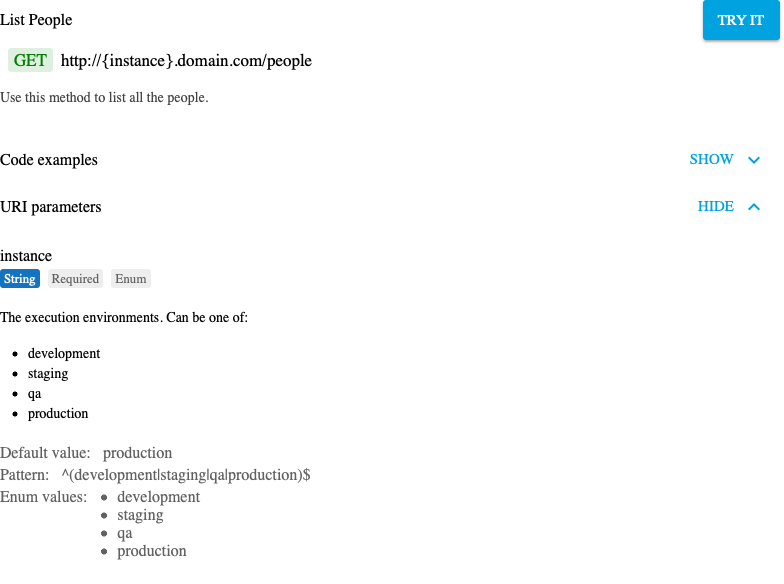 List People
TRY IT
GET http://{instance}.domain.com/people
Use this method to list all the people.
Code examples
SHOW
URI parameters
HIDE
instance
String Required Enum
The execution environments. Can be one of:
• development
• staging
• qa
• production
Default value: production
Pattern: ^(development|staging|qa|production)$
Enum values: • development
• staging
• qa
• production